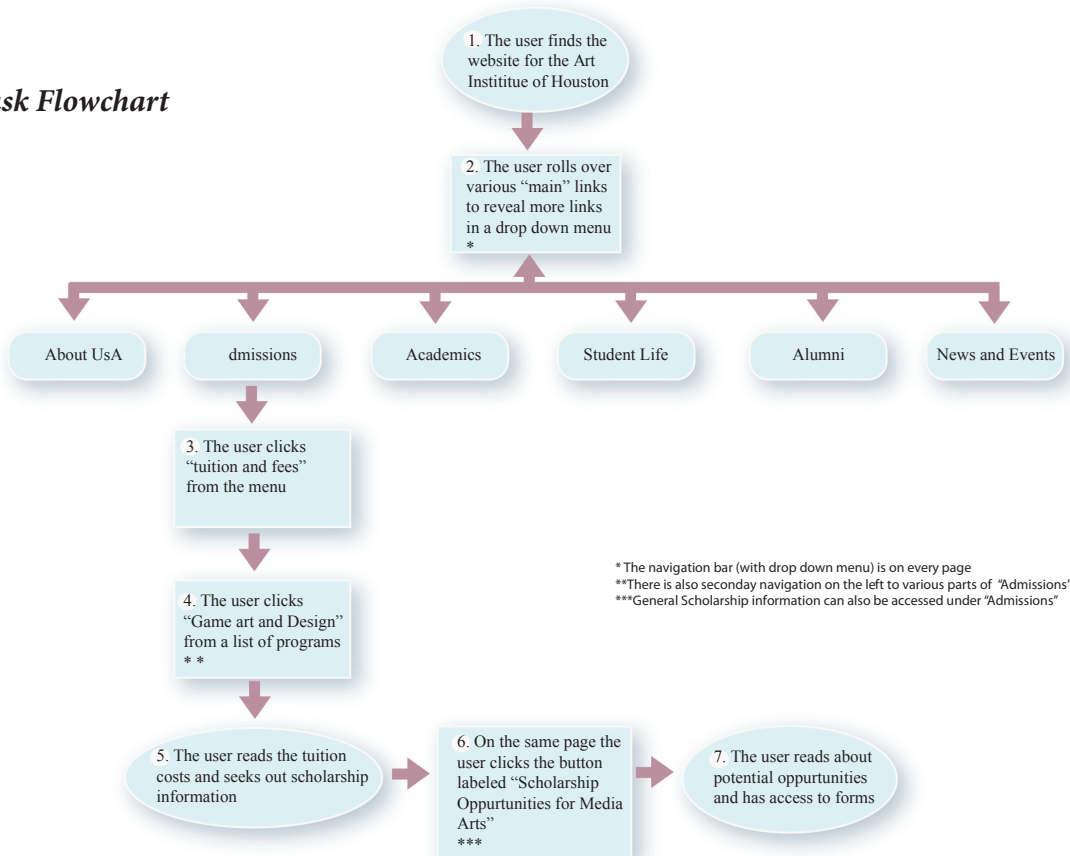 sk Flowchart
1. The user finds the
website for the Art
Instititue of Houston
2. The user rolls over
various “main” links
to reveal more links
in a drop down menu
*
About UsA
dmissions
Academics
Student Life
Alumni
News and Events
3. The user clicks
“tuition and fees”
from the menu
* The navigation bar (with drop down menu) is on every page
**There is also seconday navigation on the left to various parts of “Admissions”
***General Scholarship information can also be accessed under “Admissions”
4. The user clicks
“Game art and Design”
from a list of programs
* *
5. The user reads the tuition
costs and seeks out scholarship
information
6. On the same page the
user clicks the button
labeled “Scholarship
Oppurtunities for Media
Arts”
***
7. The user reads about
potential oppurtunities
and has access to forms